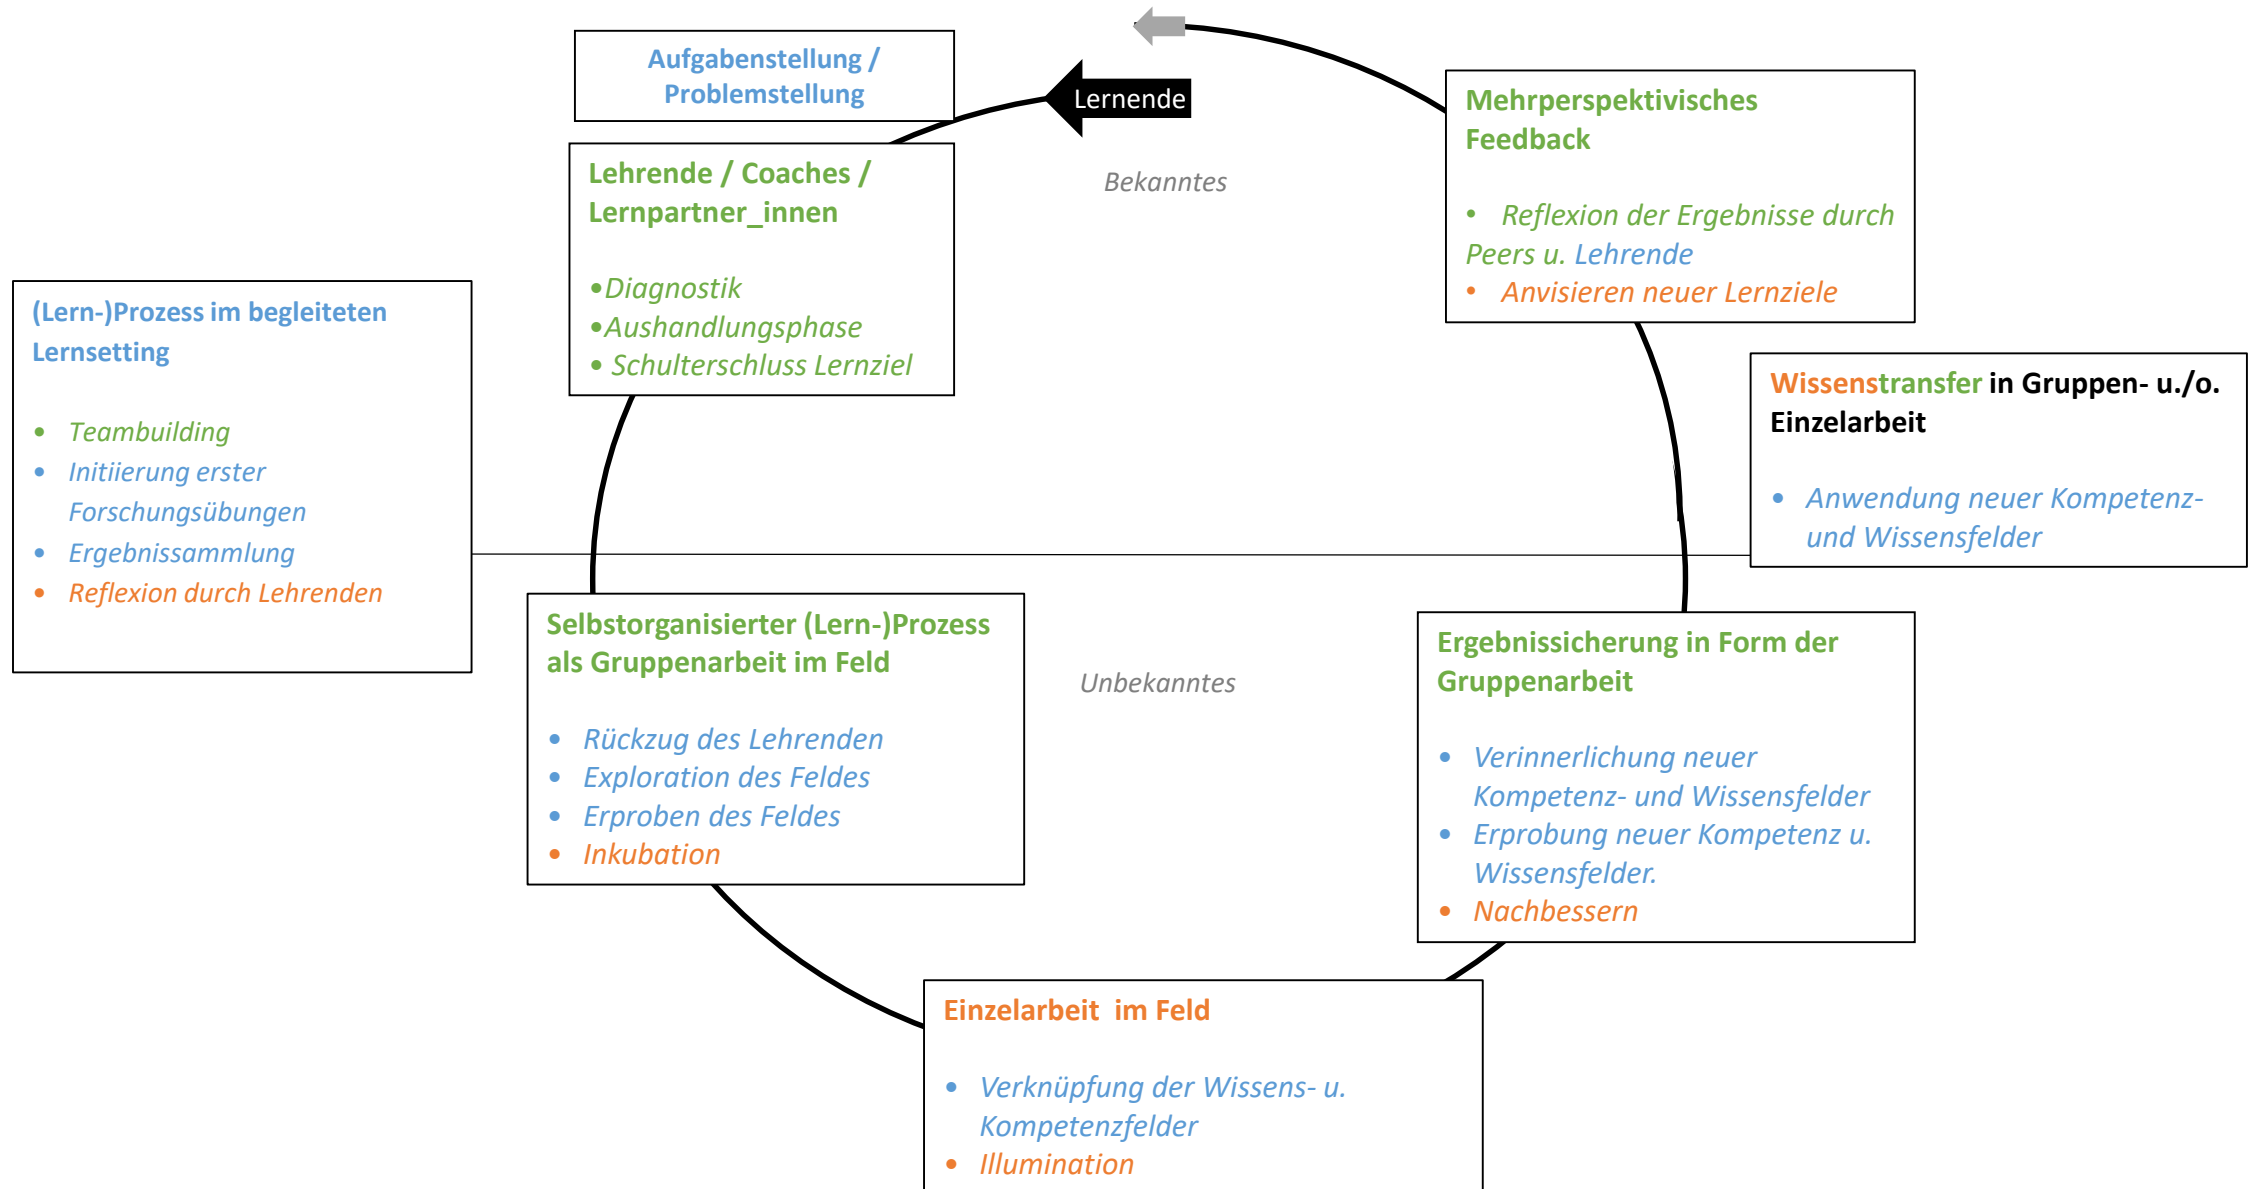 Aufgabenstellung /
Problemstellung
Lernende
Lehrende / Coaches /
Lernpartner_innen
•Diagnostik
•Aushandlungsphase
• Schulterschluss Lernziel
Bekanntes
Mehrperspektivisches
Feedback
• Reflexion der Ergebnisse durch
Peers u. Lehrende
• Anvisieren neuer Lernziele
(Lern-)Prozess im begleiteten
Lernsetting
• Teambuilding
• Initiierung erster
Forschungsübungen
• Ergebnissammlung
• Reflexion durch Lehrenden
Wissenstransfer in Gruppen- u./o.
Einzelarbeit
• Anwendung neuer Kompetenz-
und Wissensfelder
Selbstorganisierter (Lern-)Prozess
als Gruppenarbeit im Feld
• Rückzug des Lehrenden
• Exploration des Feldes
• Erproben des Feldes
• Inkubation
Unbekanntes
Ergebnissicherung in Form der
Gruppenarbeit
• Verinnerlichung neuer
Kompetenz- und Wissensfelder
• Erprobung neuer Kompetenz u.
Wissensfelder.
• Nachbessern
Einzelarbeit im Feld
• Verknüpfung der Wissens- u.
Kompetenzfelder
• Illumination